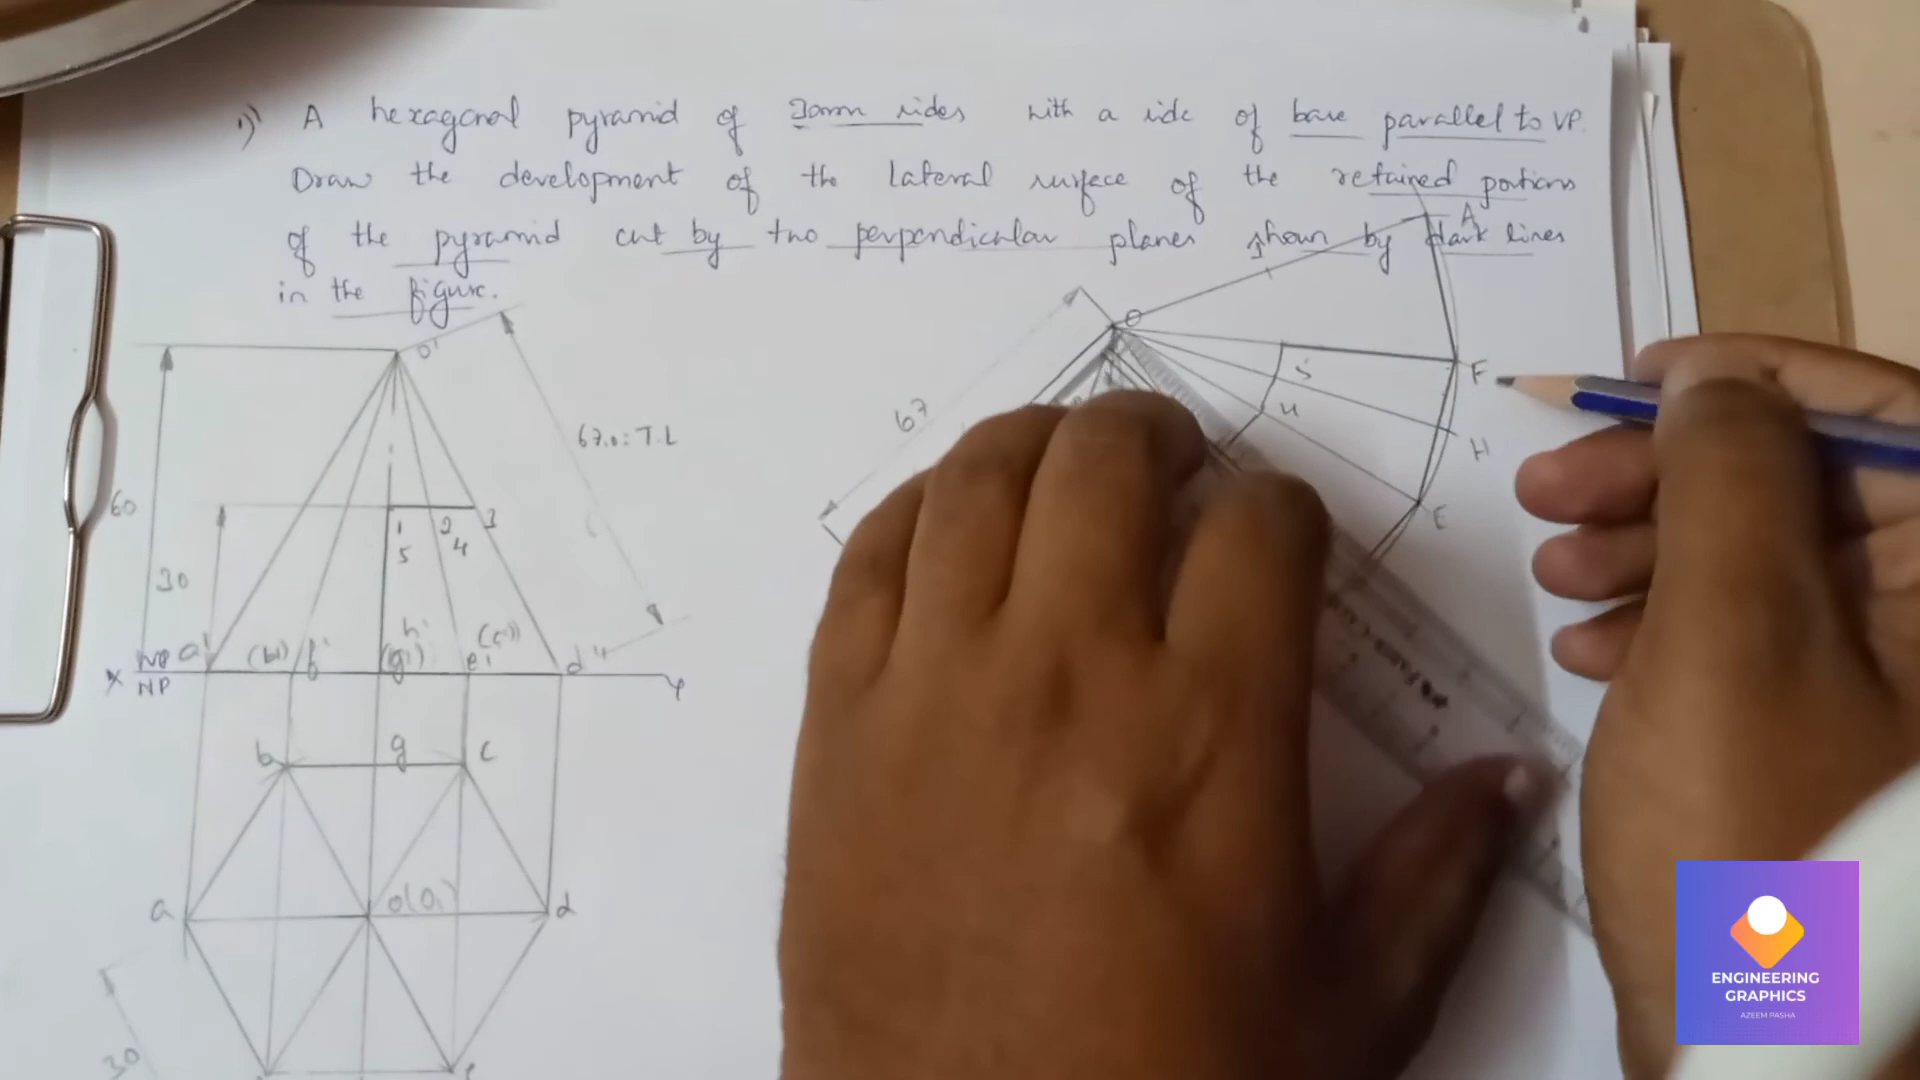 1) A hexagonal pyramid of 30mm sides with a side of base parallel to VP.
Draw the development of the lateral surface of the retained portions
of the pyramid cut by two perpendicular planes shown by dark lines
in the figure.
A
O
O'
67
F
S
4
67.0: T.L
H
60
1 2 3
5 4
E
30
h' (c')
VP a' (b') f' (g') e' d'
X HP Y
b g c
a o(O1) d
30
ENGINEERING
GRAPHICS
AZEEM PASHA